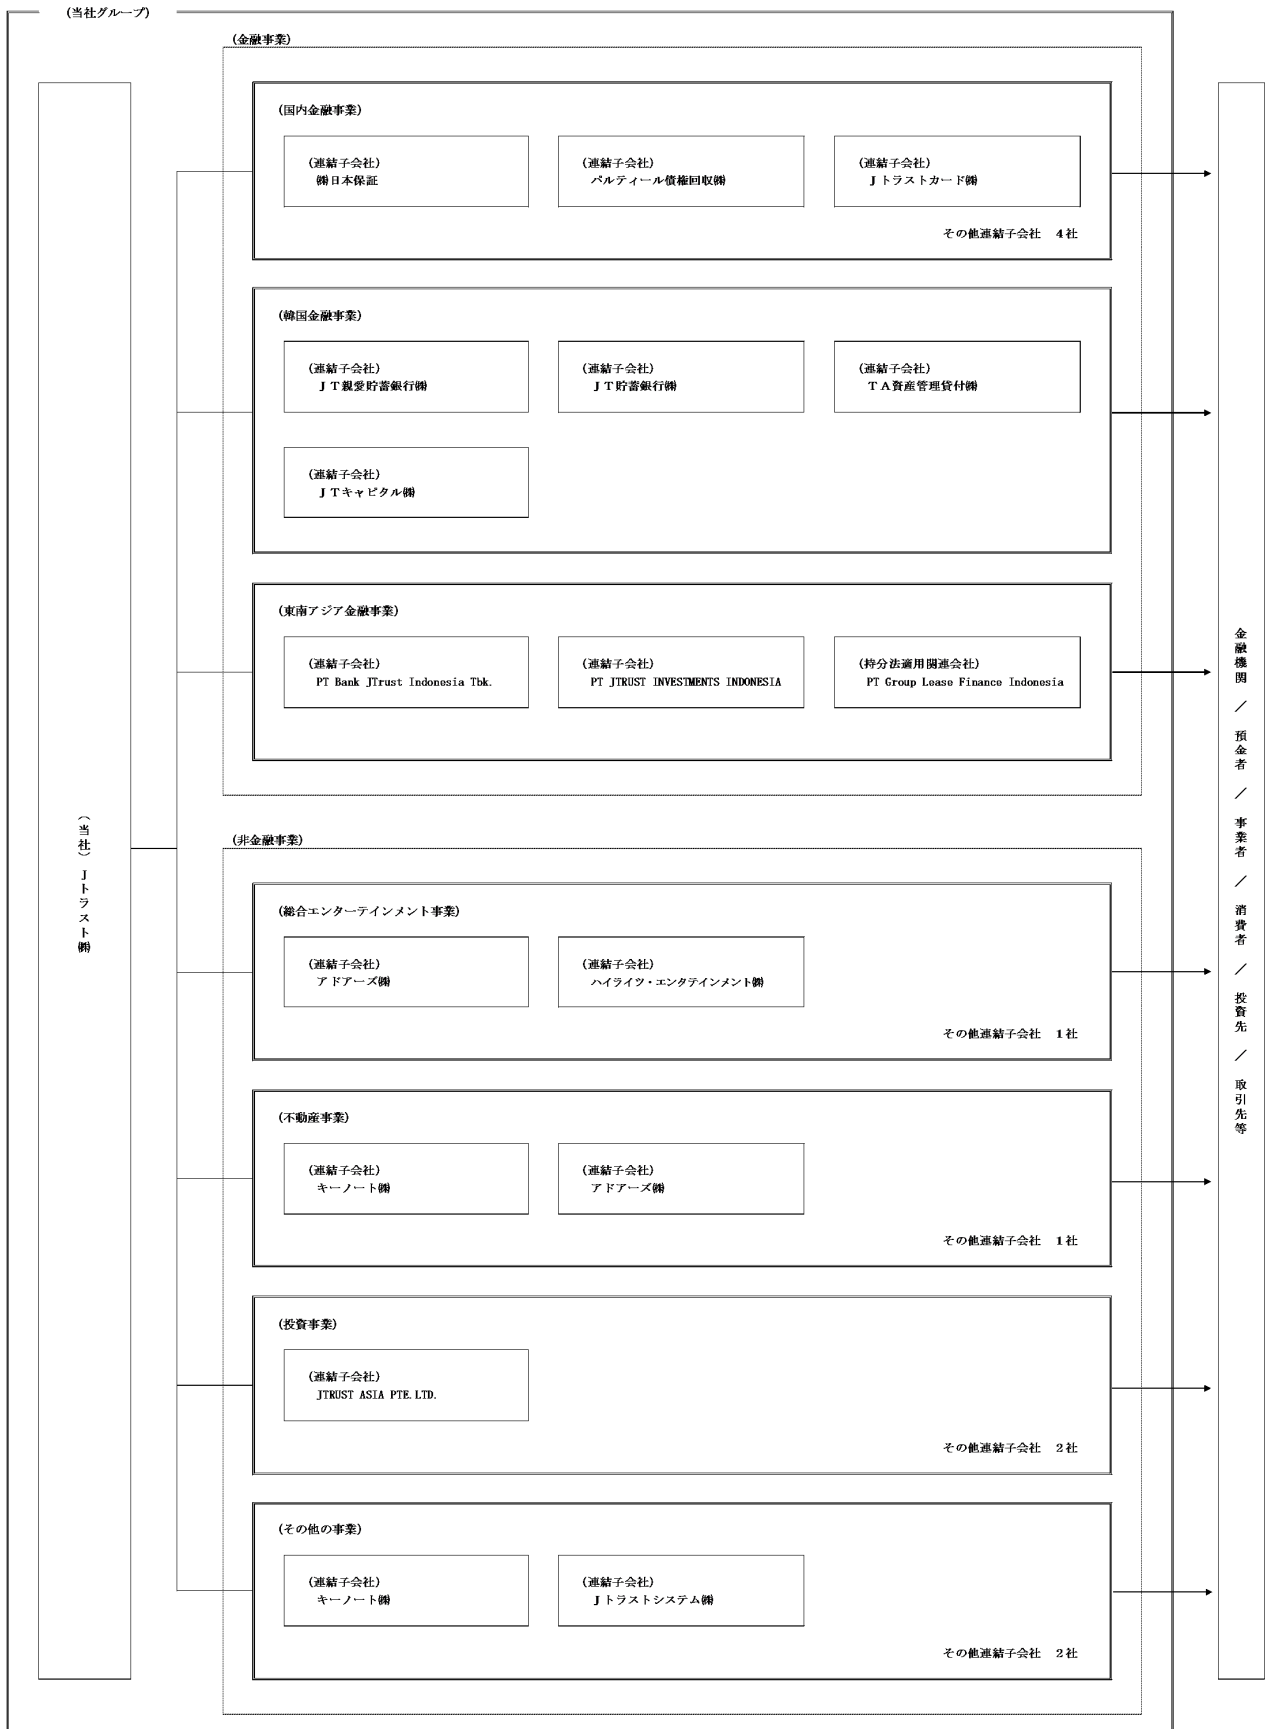 (当社グループ)
(金融事業)
(国内金融事業)
(連結子会社)
㈱日本保証
(連結子会社)
パルティール債権回収㈱
(連結子会社)
Jトラストカード㈱
その他連結子会社 4社
(韓国金融事業)
(連結子会社)
JT親愛貯蓄銀行㈱
(連結子会社)
JT貯蓄銀行㈱
(連結子会社)
TA資産管理貸付㈱
(連結子会社)
JTキャピタル㈱
(東南アジア金融事業)
(連結子会社)
PT Bank JTrust Indonesia Tbk.
(連結子会社)
PT JTRUST INVESTMENTS INDONESIA
(持分法適用関連会社)
PT Group Lease Finance Indonesia
(当社)Jトラスト㈱
(非金融事業)
(総合エンターテインメント事業)
(連結子会社)
アドアーズ㈱
(連結子会社)
ハイライツ・エンタテインメント㈱
その他連結子会社 1社
(不動産事業)
(連結子会社)
キーノート㈱
(連結子会社)
アドアーズ㈱
その他連結子会社 1社
(投資事業)
(連結子会社)
JTRUST ASIA PTE.LTD.
その他連結子会社 2社
(その他の事業)
(連結子会社)
キーノート㈱
(連結子会社)
Jトラストシステム㈱
その他連結子会社 2社
金融機関 / 預金者 / 事業者 / 消費者 / 投資先 / 取引先等